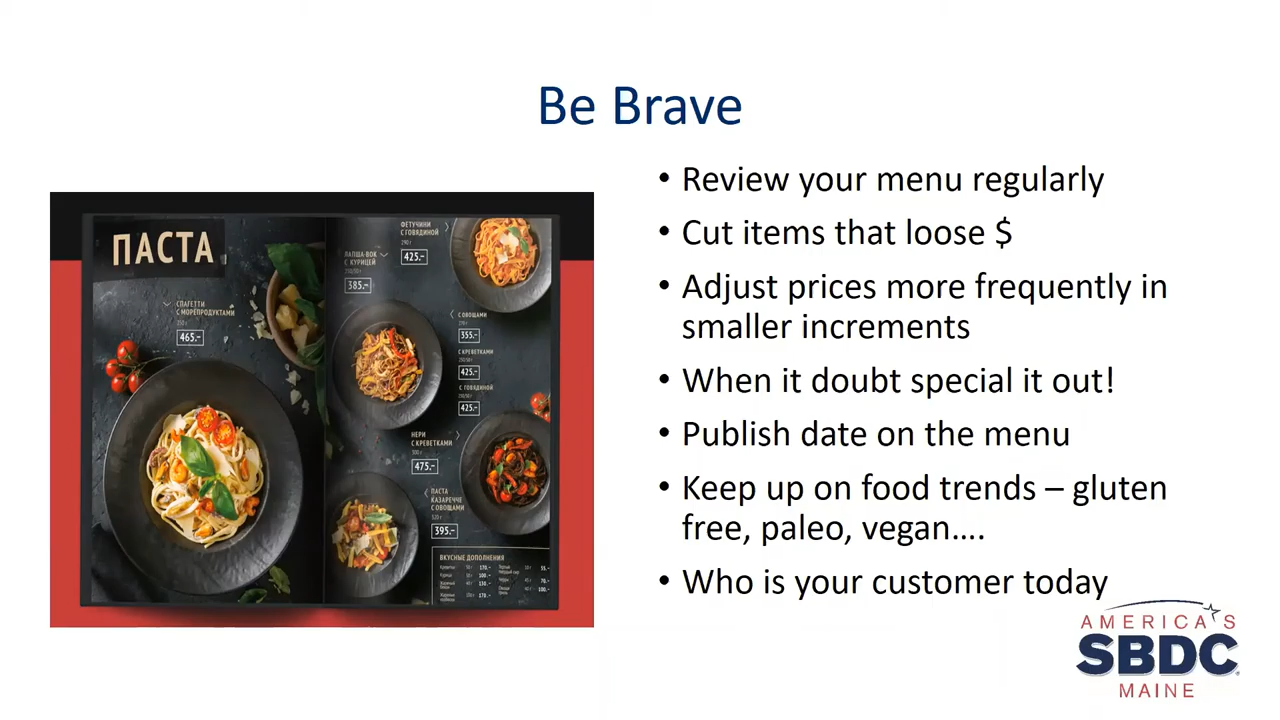 Be Brave
ПАСТА
СПАГЕТТИ
С МОРЕПРОДУКТАМИ
465.-
ФЕТУЧИНИ
С ГОВЯДИНОЙ
425.-
ЛАПША-ВОК
С КУРИЦЕЙ
385.-
С ОВОЩАМИ
355.-
С КРЕВЕТКАМИ
425.-
С ГОВЯДИНОЙ
425.-
НЕРИ
С КРЕВЕТКАМИ
475.-
ПАСТА
КАЗАРЕЧЧЕ
С ОВОЩАМИ
395.-
ВКУСНЫЕ ДОПОЛНЕНИЯ
• Review your menu regularly
• Cut items that loose $
• Adjust prices more frequently in
smaller increments
• When it doubt special it out!
• Publish date on the menu
• Keep up on food trends – gluten
free, paleo, vegan….
• Who is your customer today
AMERICA'S
SBDC
MAINE